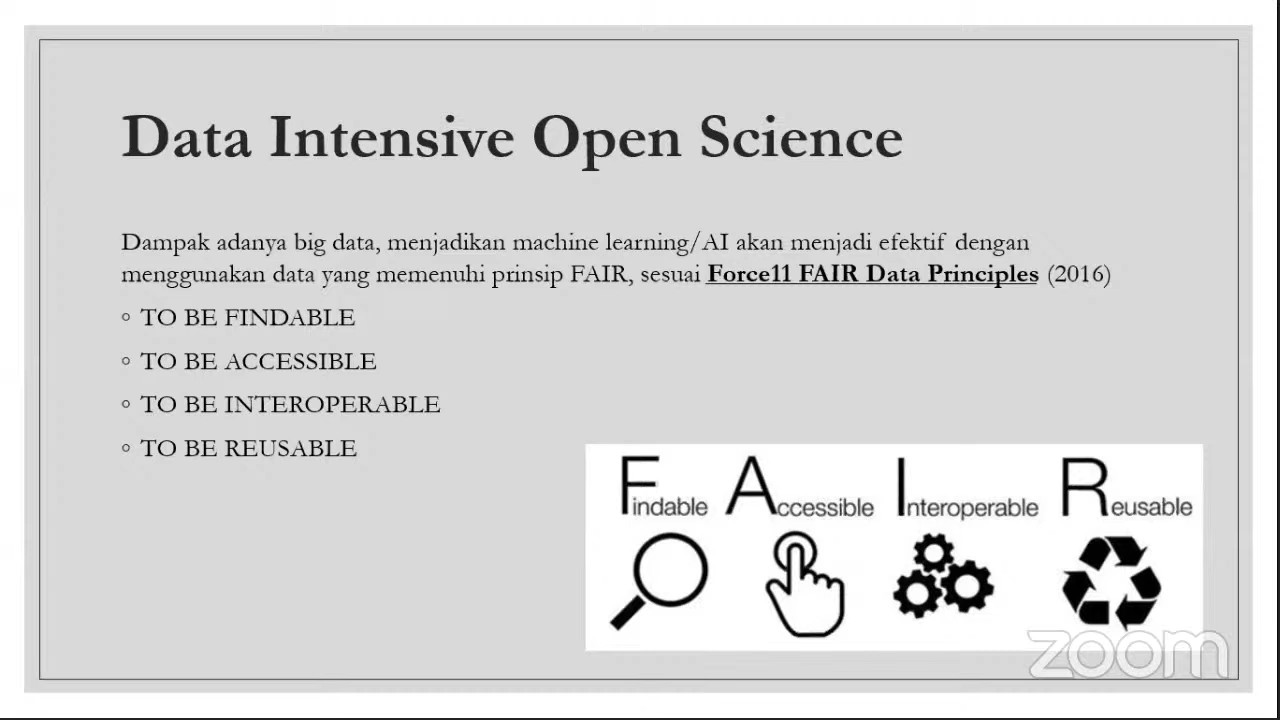 Data Intensive Open Science
Dampak adanya big data, menjadikan machine learning/AI akan menjadi efektif dengan
menggunakan data yang memenuhi prinsip FAIR, sesuai Force11 FAIR Data Principles (2016)
◦ TO BE FINDABLE
◦ TO BE ACCESSIBLE
◦ TO BE INTEROPERABLE
◦ TO BE REUSABLE
Findable Accessible Interoperable Reusable
zoom